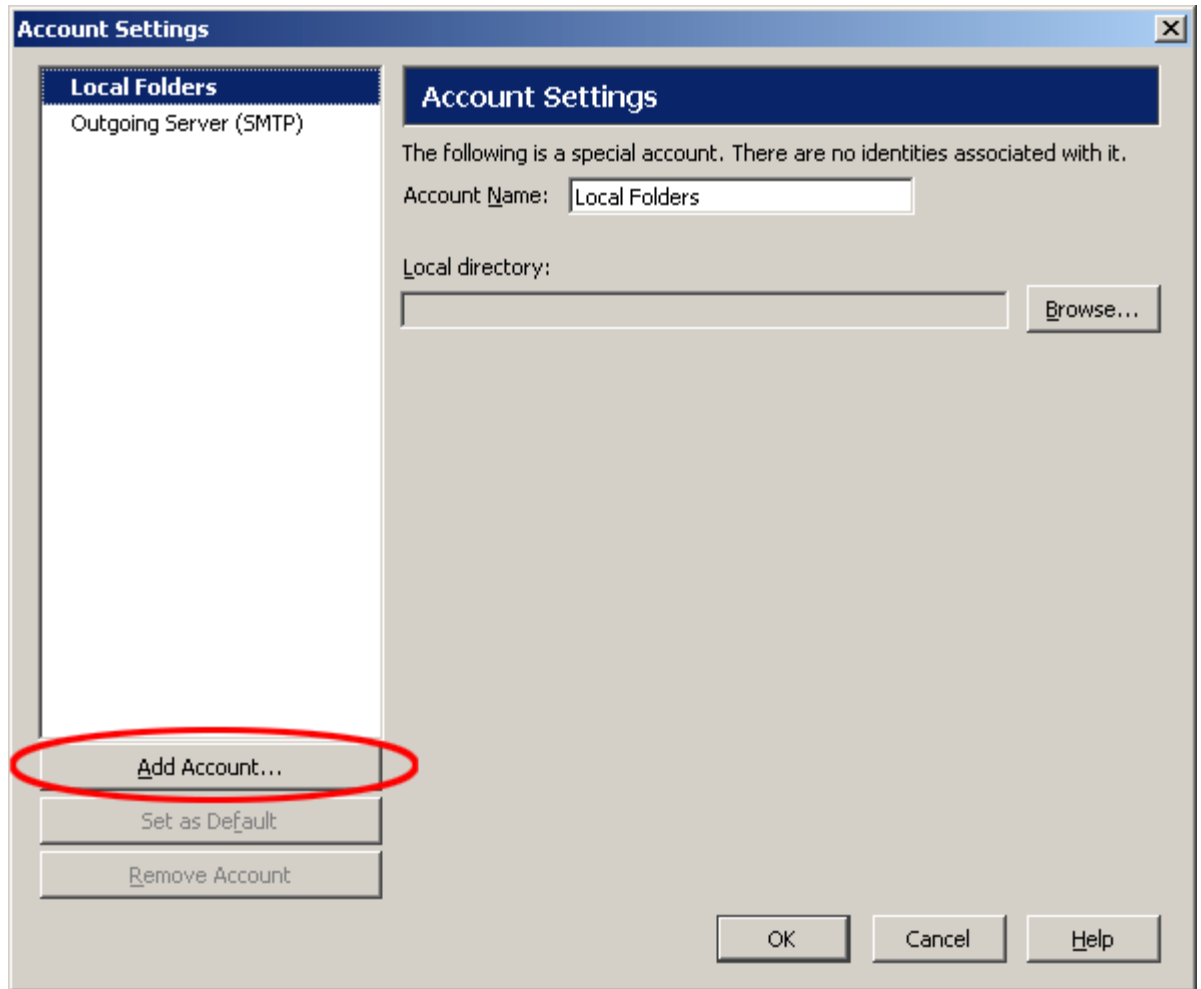 Account Settings
Local Folders
Outgoing Server (SMTP)
Account Settings
The following is a special account. There are no identities associated with it.
Account Name: Local Folders
Local directory:
Browse...
Add Account...
Set as Default
Remove Account
OK Cancel Help